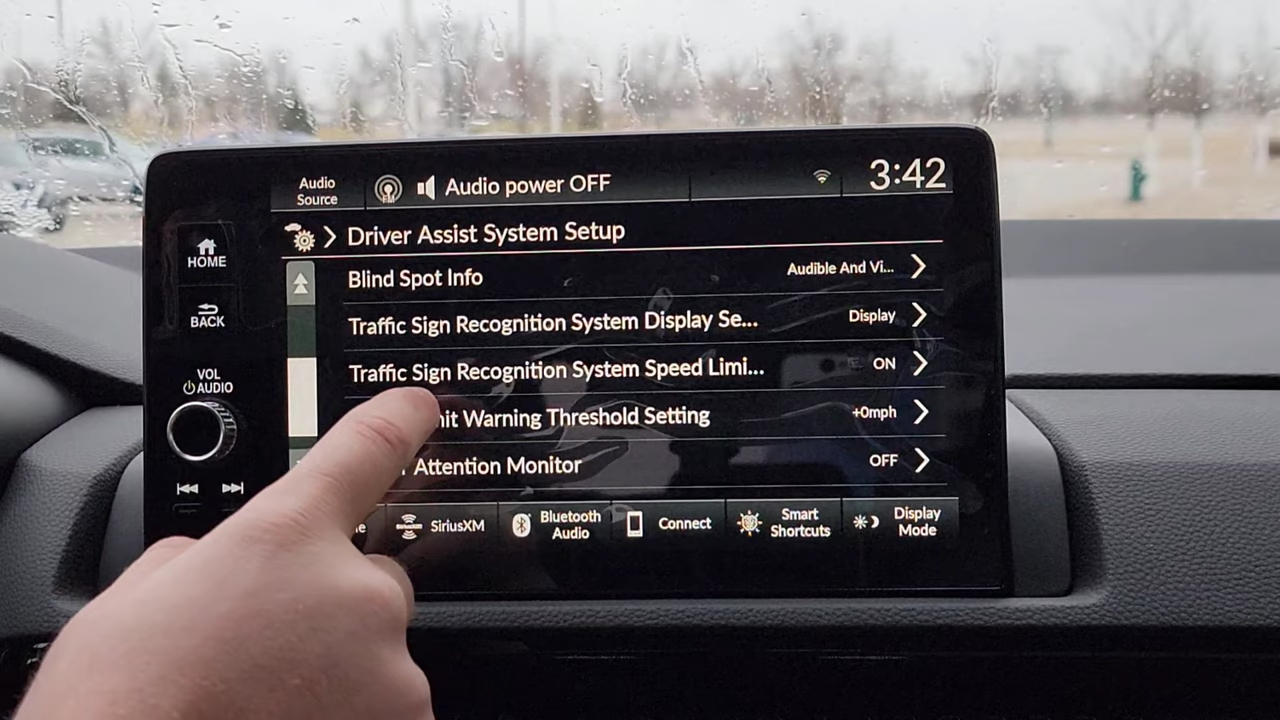 Audio
Source
FM
Audio power OFF
3:42
HOME
BACK
VOL
AUDIO
Driver Assist System Setup
Blind Spot Info
Audible And Vi...
Traffic Sign Recognition System Display Se...
Display
Traffic Sign Recognition System Speed Limi...
ON
Warning Threshold Setting
+0mph
Attention Monitor
OFF
SiriusXM
Bluetooth
Audio
Connect
Smart
Shortcuts
Display
Mode